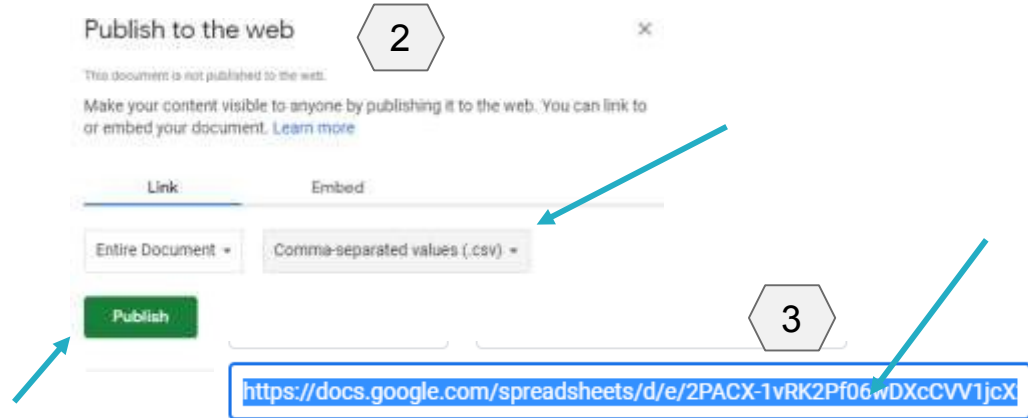 Publish to the web
2
This document is not published to the web.
Make your content visible to anyone by publishing it to the web. You can link to
or embed your document. Learn more
Link Embed
Entire Document Comma-separated values (.csv)
Publish
3
https://docs.google.com/spreadsheets/d/e/2PACX-1vRK2Pf06wDXcCVV1jcX